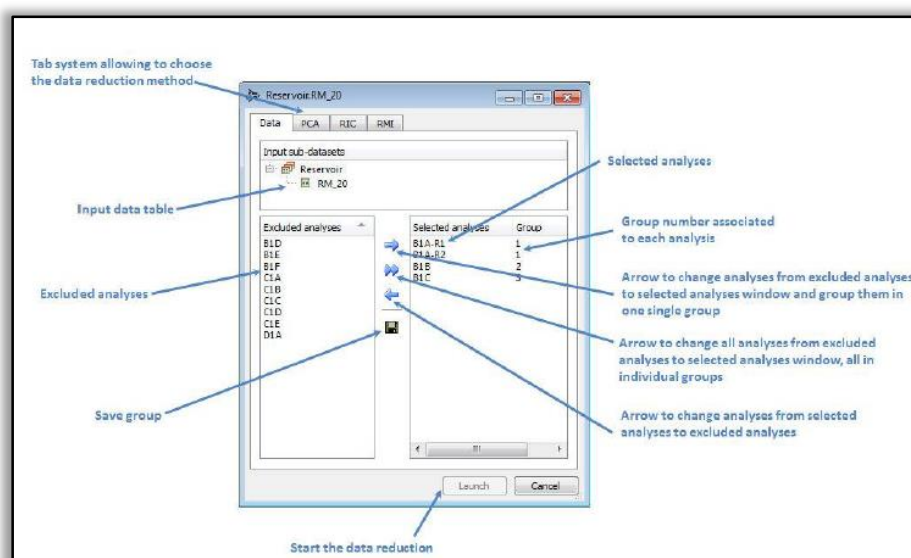 Tab system allowing to choose
the data reduction method
Reservoir.RM_20
Data PCA RIC RMI
Input sub-datasets
Reservoir
RM_20
Input data table
Selected analyses
Excluded analyses
B1D
B1E
B1F
C1A
C1B
C1C
C1D
C1E
D1A
Selected analyses Group
B1A-R1 1
B1A-R2 1
B1B 2
B1C 3
Group number associated
to each analysis
Excluded analyses
Arrow to change analyses from excluded analyses
to selected analyses window and group them in
one single group
Arrow to change all analyses from excluded
analyses to selected analyses window, all in
individual groups
Save group
Arrow to change analyses from selected
analyses to excluded analyses
Launch Cancel
Start the data reduction